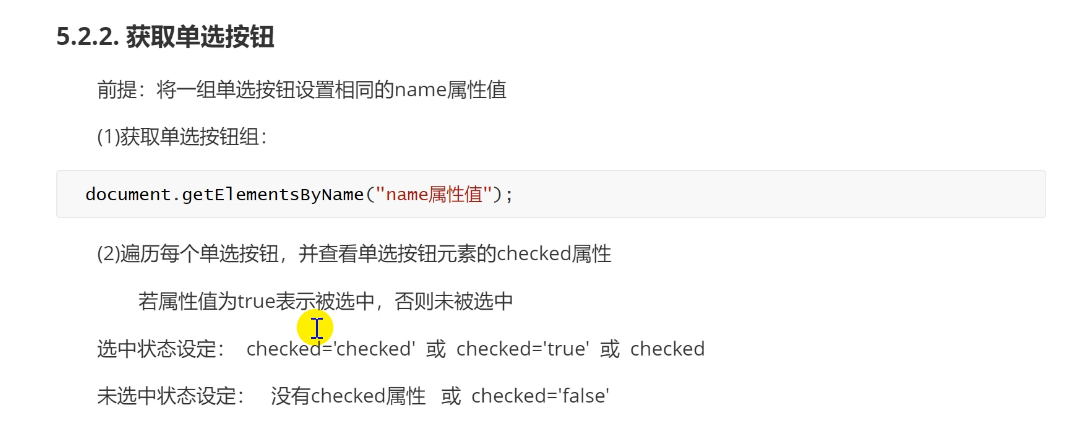 5.2.2. 获取单选按钮
前提：将一组单选按钮设置相同的name属性值
(1)获取单选按钮组：
document.getElementsByName("name属性值");
(2)遍历每个单选按钮，并查看单选按钮元素的checked属性
若属性值为true表示被选中，否则未被选中
选中状态设定： checked='checked' 或 checked='true' 或 checked
未选中状态设定： 没有checked属性 或 checked='false'